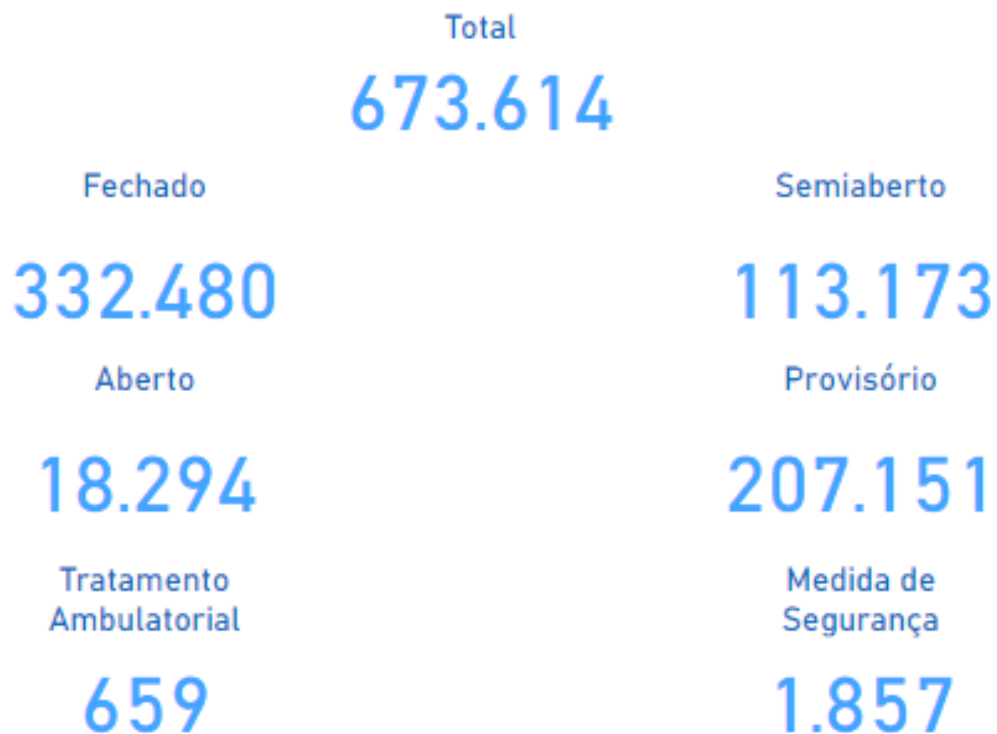 Total
673.614
Fechado
Semiaberto
332.480
113.173
Aberto
Provisório
18.294
207.151
Tratamento
Ambulatorial
Medida de
Segurança
659
1.857